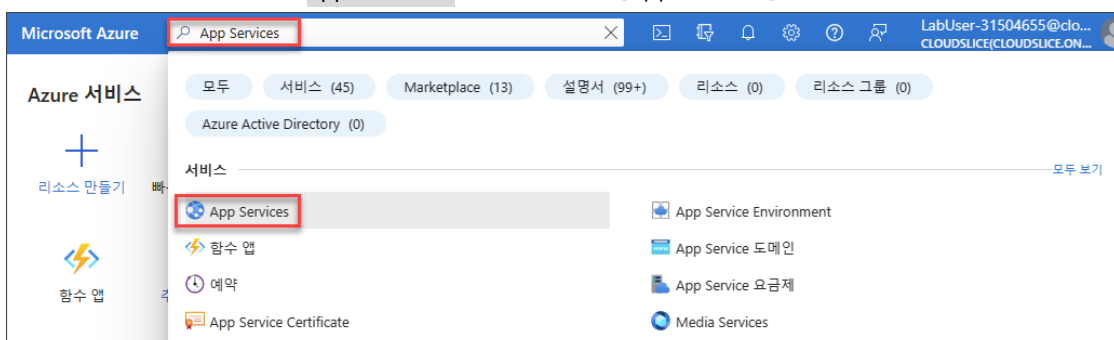 Microsoft Azure
App Services
LabUser-31504655@clo...
CLOUDSLICE(CLOUDSLICE.ON...
Azure 서비스
모두
서비스 (45)
Marketplace (13)
설명서 (99+)
리소스 (0)
리소스 그룹 (0)
Azure Active Directory (0)
서비스
모두 보기
리소스 만들기
App Services
App Service Environment
함수 앱
App Service 도메인
함수 앱
예약
App Service 요금제
App Service Certificate
Media Services